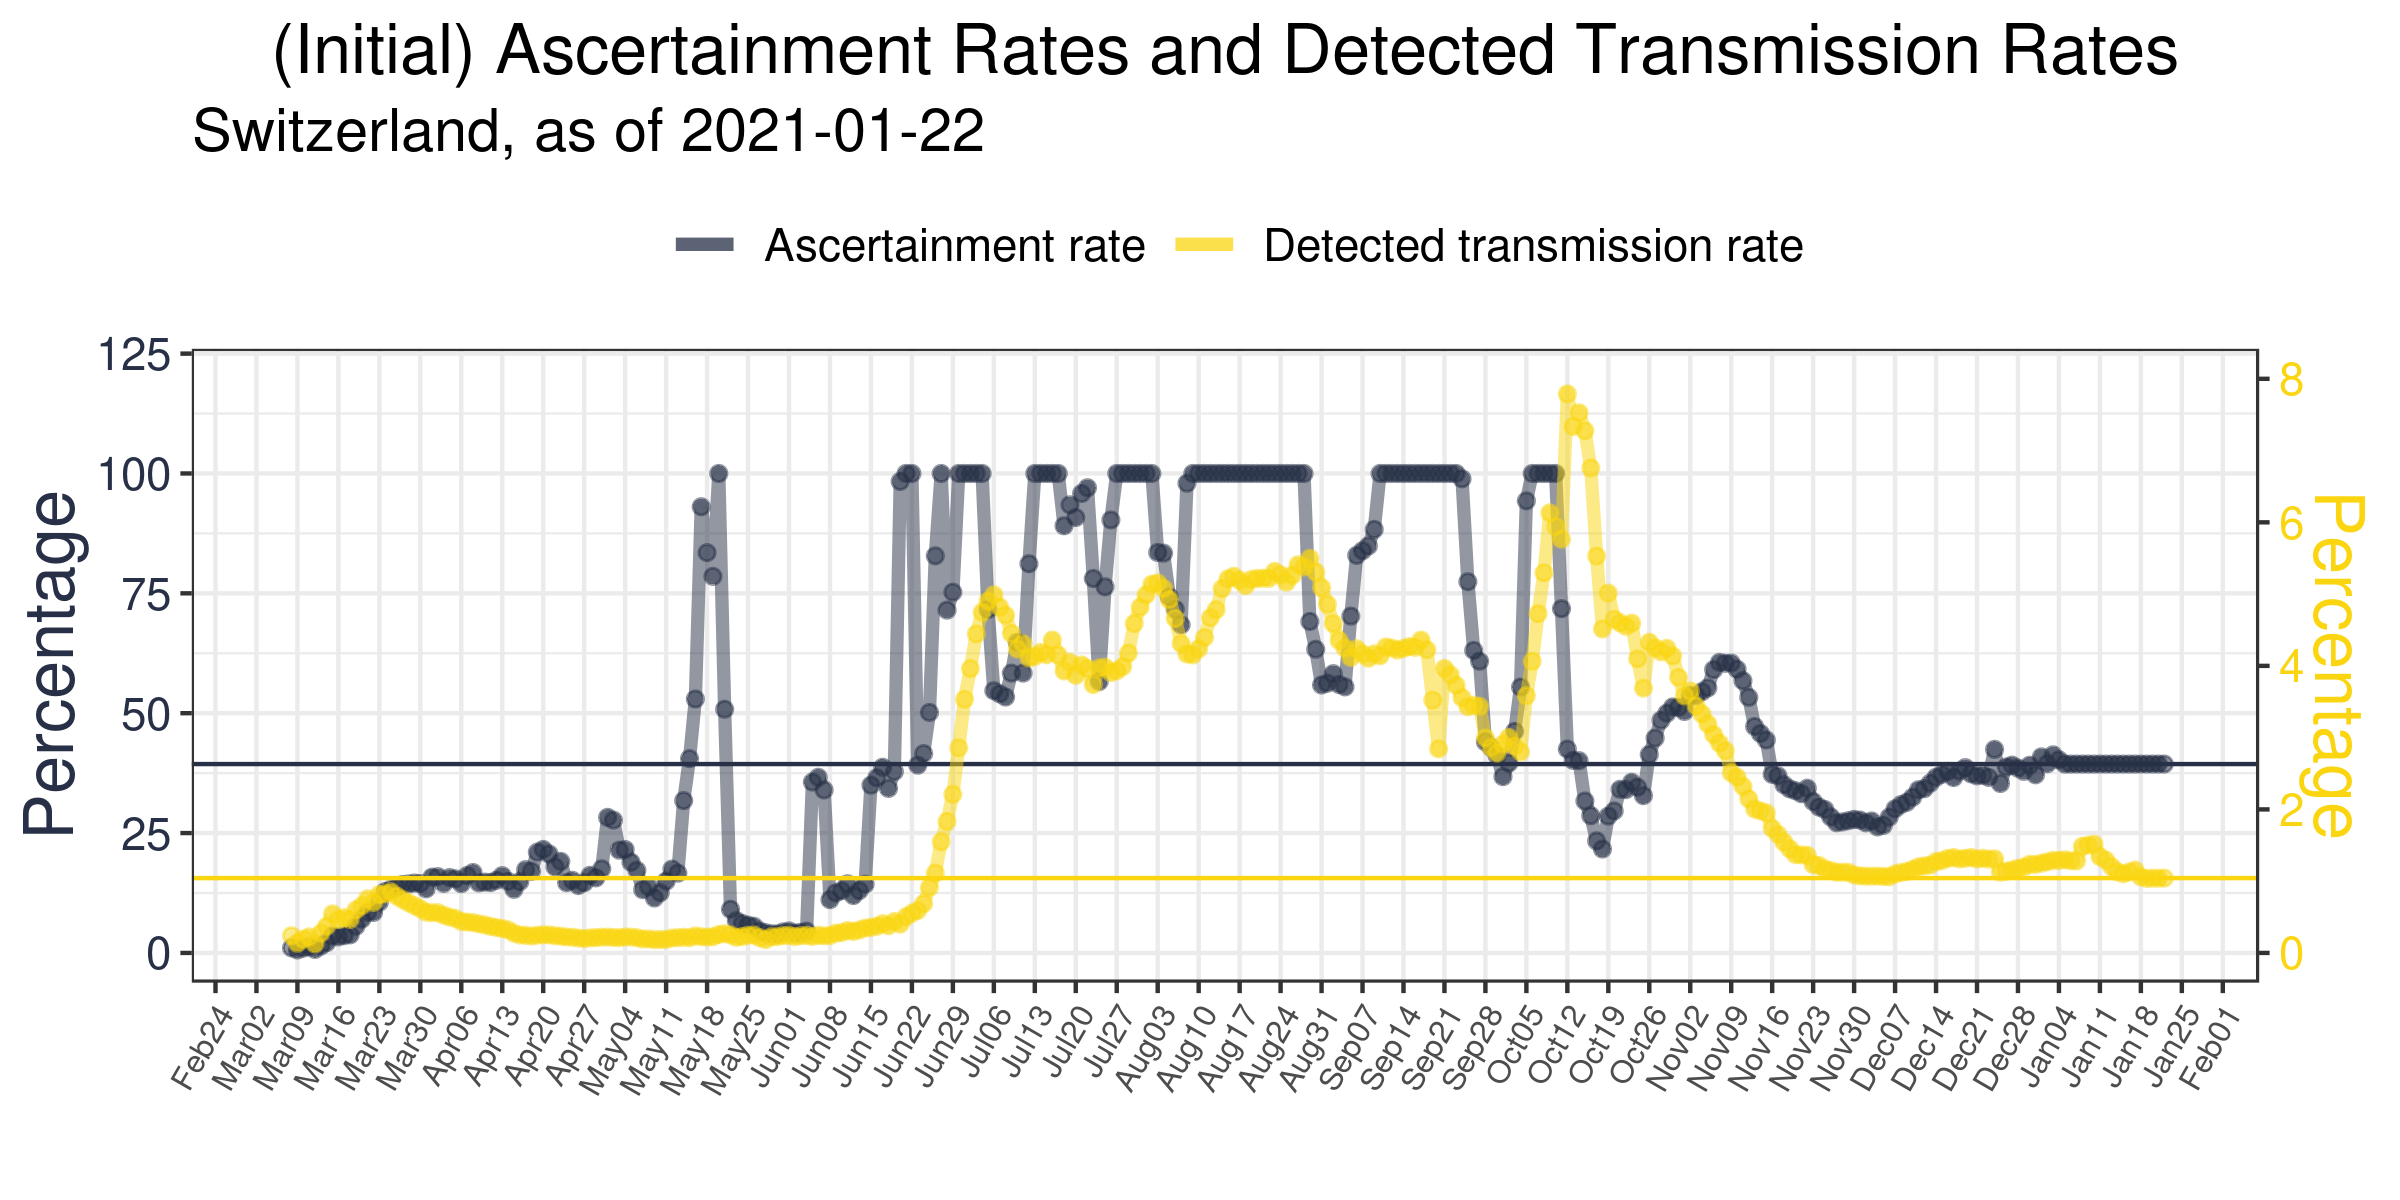 (Initial) Ascertainment Rates and Detected Transmission Rates
Switzerland, as of 2021-01-22
Ascertainment rate
Detected transmission rate
Percentage
125
100
75
50
25
0
8
6
4
2
0
Percentage
Feb24
Mar02
Mar09
Mar16
Mar23
Mar30
Apr06
Apr13
Apr20
Apr27
May04
May11
May18
May25
Jun01
Jun08
Jun15
Jun22
Jun29
Jul06
Jul13
Jul20
Jul27
Aug03
Aug10
Aug17
Aug24
Aug31
Sep07
Sep14
Sep21
Sep28
Oct05
Oct12
Oct19
Oct26
Nov02
Nov09
Nov16
Nov23
Nov30
Dec07
Dec14
Dec21
Dec28
Jan04
Jan11
Jan18
Jan25
Feb01